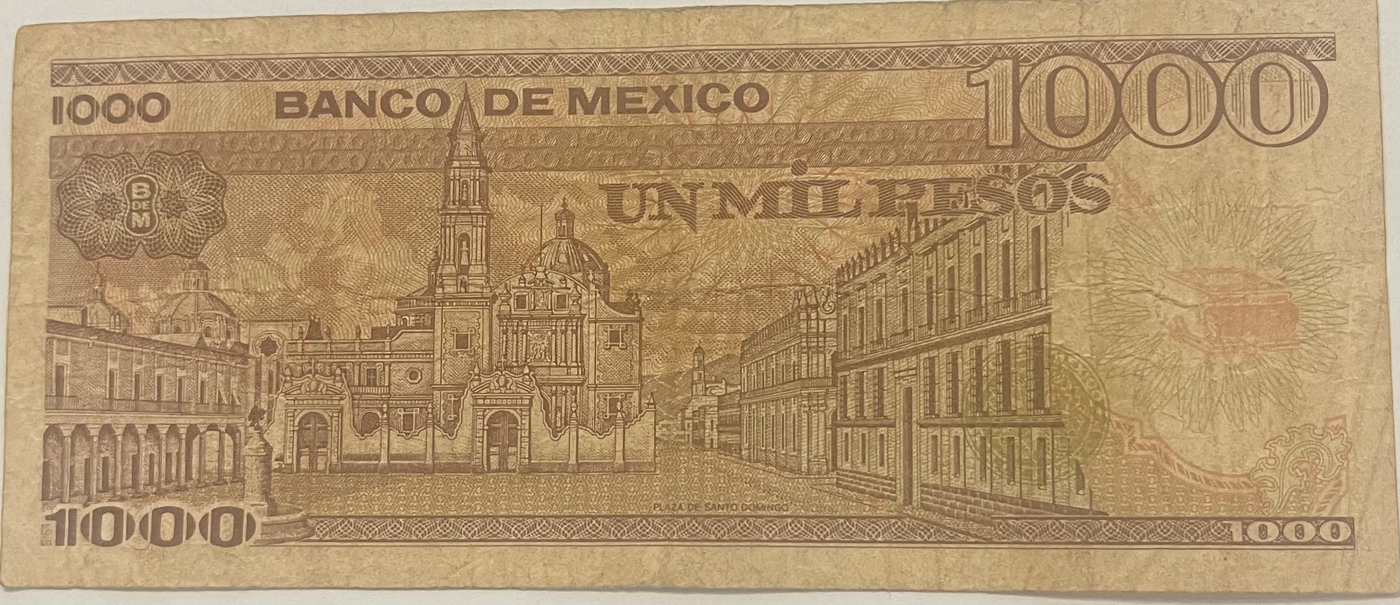 1000 BANCO DE MEXICO 1000
B
DE
M
UN MIL PESOS
PLAZA DE SANTO DOMINGO
1000 1000